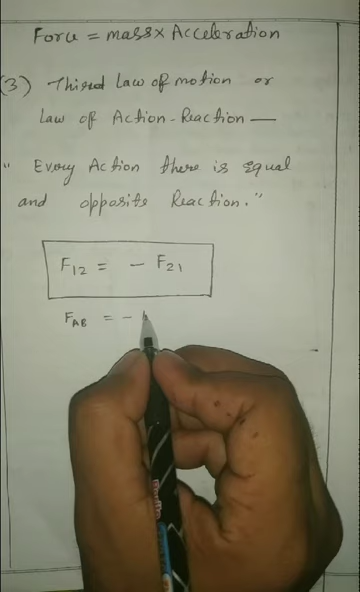 Force = mass x Acceleration
(3) Third Law of motion or
Law of Action-Reaction —
" Every Action there is equal
and opposite Reaction."
F12 = - F21
FAB = -